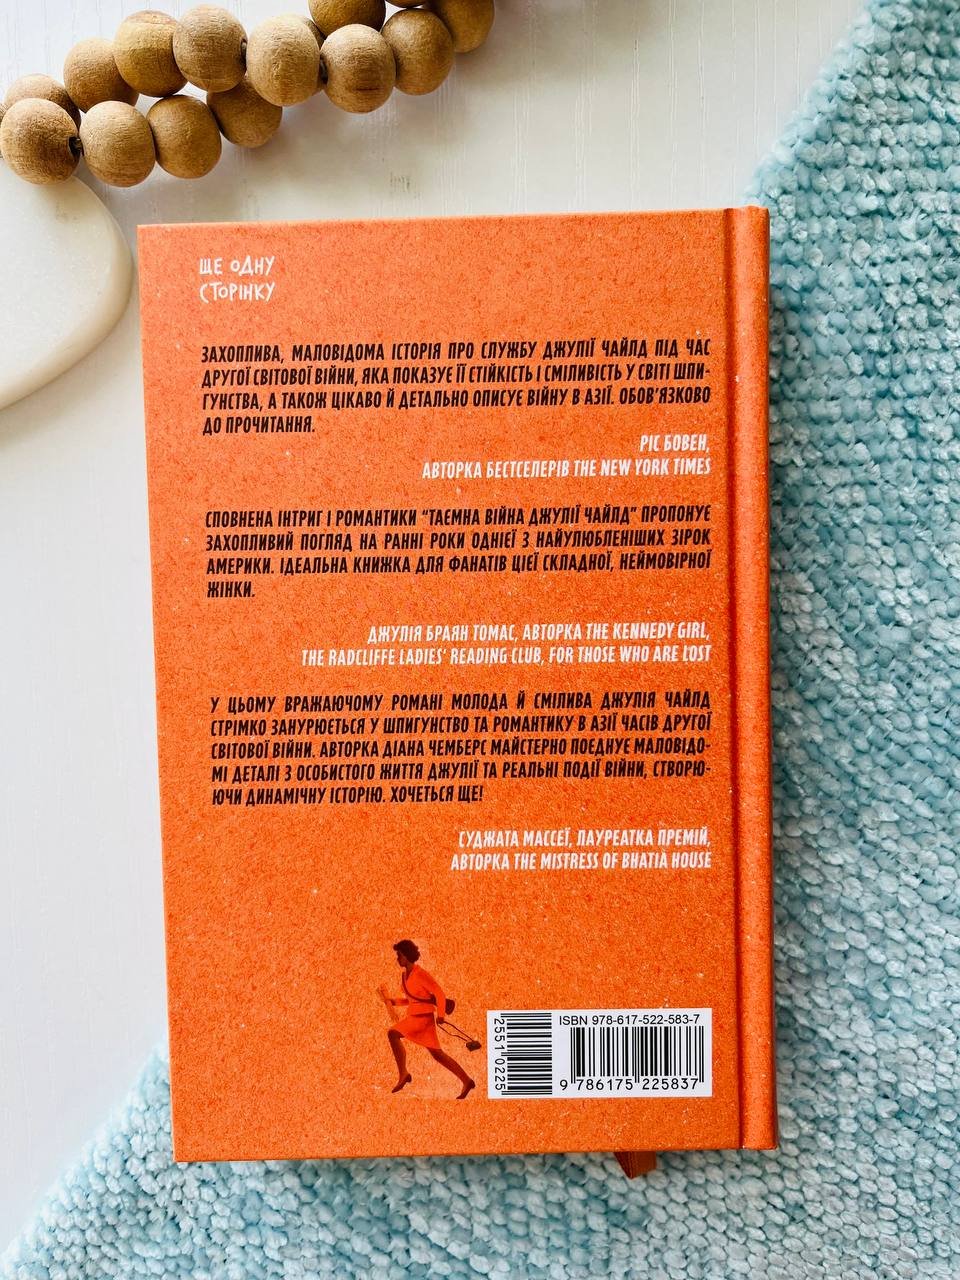 ЩЕ ОДНУ
СТОРІНКУ
ЗАХОПЛИВА, МАЛОВІДОМА ІСТОРІЯ ПРО СЛУЖБУ ДЖУЛІЇ ЧАЙЛД ПІД ЧАС
ДРУГОЇ СВІТОВОЇ ВІЙНИ, ЯКА ПОКАЗУЄ ЇЇ СТІЙКІСТЬ І СМІЛИВІСТЬ У СВІТІ ШПИ-
ГУНСТВА, А ТАКОЖ ЦІКАВО Й ДЕТАЛЬНО ОПИСУЄ ВІЙНУ В АЗІЇ. ОБОВ'ЯЗКОВО
ДО ПРОЧИТАННЯ.
РІС БОВЕН,
АВТОРКА БЕСТСЕЛЕРІВ THE NEW YORK TIMES
СПОВНЕНА ІНТРИГ І РОМАНТИКИ "ТАЄМНА ВІЙНА ДЖУЛІЇ ЧАЙЛД" ПРОПОНУЄ
ЗАХОПЛИВИЙ ПОГЛЯД НА РАННІ РОКИ ОДНІЄЇ З НАЙУЛЮБЛЕНІШИХ ЗІРОК
АМЕРИКИ. ІДЕАЛЬНА КНИЖКА ДЛЯ ФАНАТІВ ЦІЄЇ СКЛАДНОЇ, НЕЙМОВІРНОЇ
ЖІНКИ.
ДЖУЛІЯ БРАЯН ТОМАС, АВТОРКА THE KENNEDY GIRL,
THE RADCLIFFE LADIES' READING CLUB, FOR THOSE WHO ARE LOST
У ЦЬОМУ ВРАЖАЮЧОМУ РОМАНІ МОЛОДА Й СМІЛИВА ДЖУЛІЯ ЧАЙЛД
СТРІМКО ЗАНУРЮЄТЬСЯ У ШПИГУНСТВО ТА РОМАНТИКУ В АЗІЇ ЧАСІВ ДРУГОЇ
СВІТОВОЇ ВІЙНИ. АВТОРКА ДІАНА ЧЕМБЕРС МАЙСТЕРНО ПОЄДНУЄ МАЛОВІДО-
МІ ДЕТАЛІ З ОСОБИСТОГО ЖИТТЯ ДЖУЛІЇ ТА РЕАЛЬНІ ПОДІЇ ВІЙНИ, СТВОРЮ-
ЮЧИ ДИНАМІЧНУ ІСТОРІЮ. ХОЧЕТЬСЯ ЩЕ!
СУДЖАТА МАССЕЇ, ЛАУРЕАТКА ПРЕМІЙ,
АВТОРКА THE MISTRESS OF BHATIA HOUSE
2551 0225
ISBN 978-617-522-583-7
9 786175 225837